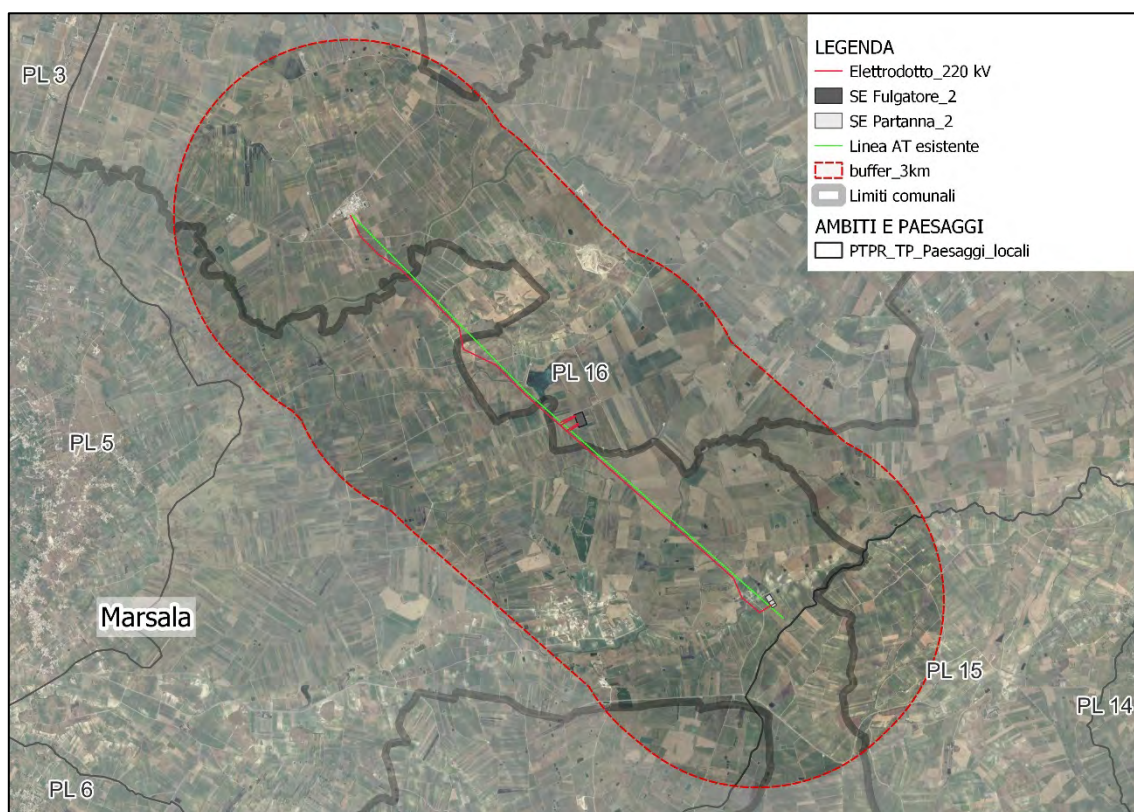 LEGENDA
Elettrodotto_220 kV
SE Fulgatore_2
SE Partanna_2
Linea AT esistente
buffer_3km
Limiti comunali
AMBITI E PAESAGGI
PTPR_TP_Paesaggi_locali
PL 3
PL 16
PL 5
Marsala
PL 15
PL 14
PL 6